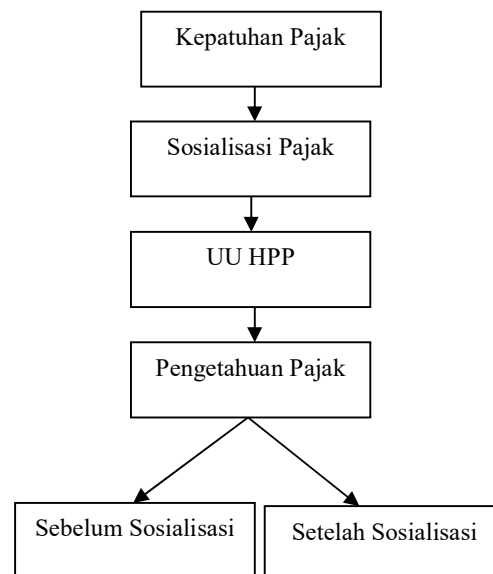 Kepatuhan Pajak
Sosialisasi Pajak
UU HPP
Pengetahuan Pajak
Sebelum Sosialisasi
Setelah Sosialisasi